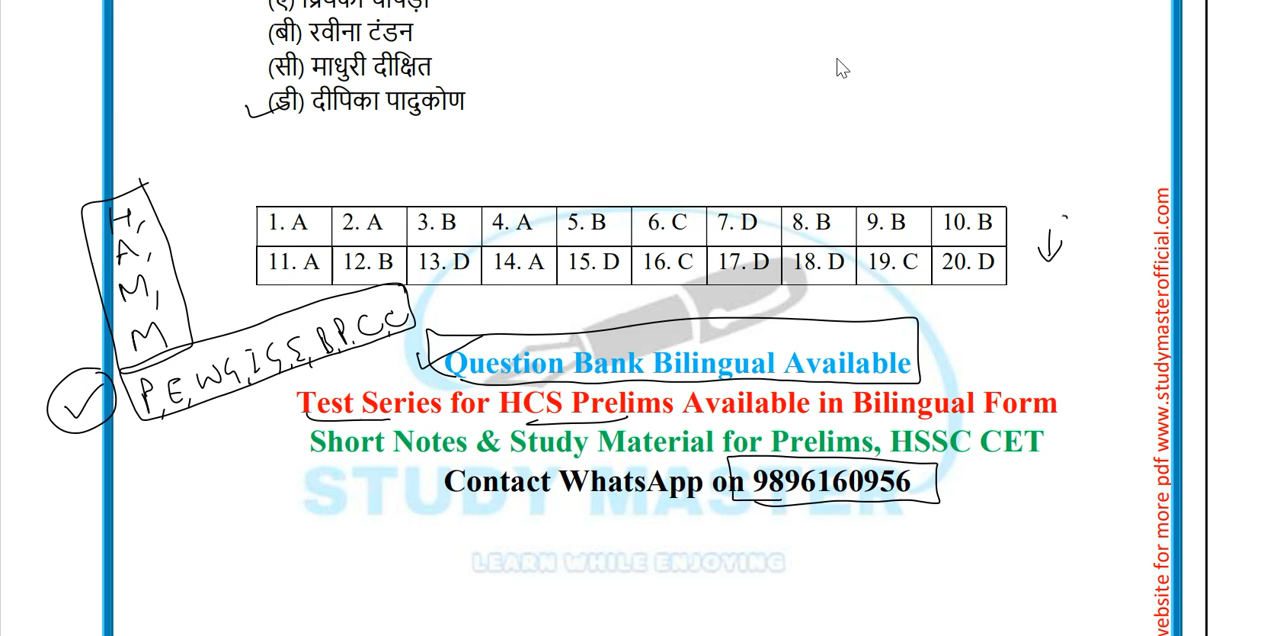 (बी) रवीना टंडन
(सी) माधुरी दीक्षित
(डी) दीपिका पादुकोण
1. A 2. A 3. B 4. A 5. B 6. C 7. D 8. B 9. B 10. B
11. A 12. B 13. D 14. A 15. D 16. C 17. D 18. D 19. C 20. D
H,
A,
M,
M
P, E, WG, IG, E, B, P, C, C
Question Bank Bilingual Available
Test Series for HCS Prelims Available in Bilingual Form
Short Notes & Study Material for Prelims, HSSC CET
Contact WhatsApp on 9896160956
STUDY MASTER
LEARN WHILE ENJOYING
website for more pdf www.studymasterofficial.com